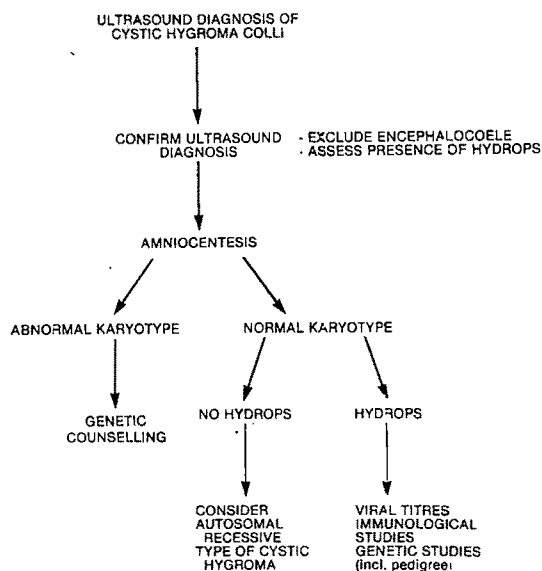 ULTRASOUND DIAGNOSIS OF
CYSTIC HYGROMA COLLI
CONFIRM ULTRASOUND
DIAGNOSIS
- EXCLUDE ENCEPHALOCOELE
- ASSESS PRESENCE OF HYDROPS
AMNIOCENTESIS
ABNORMAL KARYOTYPE
NORMAL KARYOTYPE
GENETIC
COUNSELLING
NO HYDROPS
HYDROPS
CONSIDER
AUTOSOMAL
RECESSIVE
TYPE OF CYSTIC
HYGROMA
VIRAL TITRES
IMMUNOLOGICAL
STUDIES
GENETIC STUDIES
(incl. pedigree)